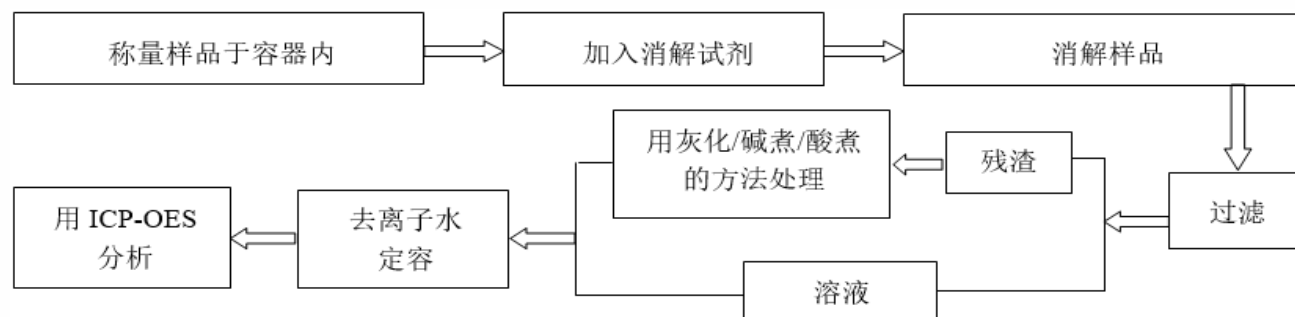 称量样品于容器内
加入消解试剂
消解样品
过滤
残渣
用灰化/碱煮/酸煮
的方法处理
溶液
去离子水
定容
用 ICP-OES
分析